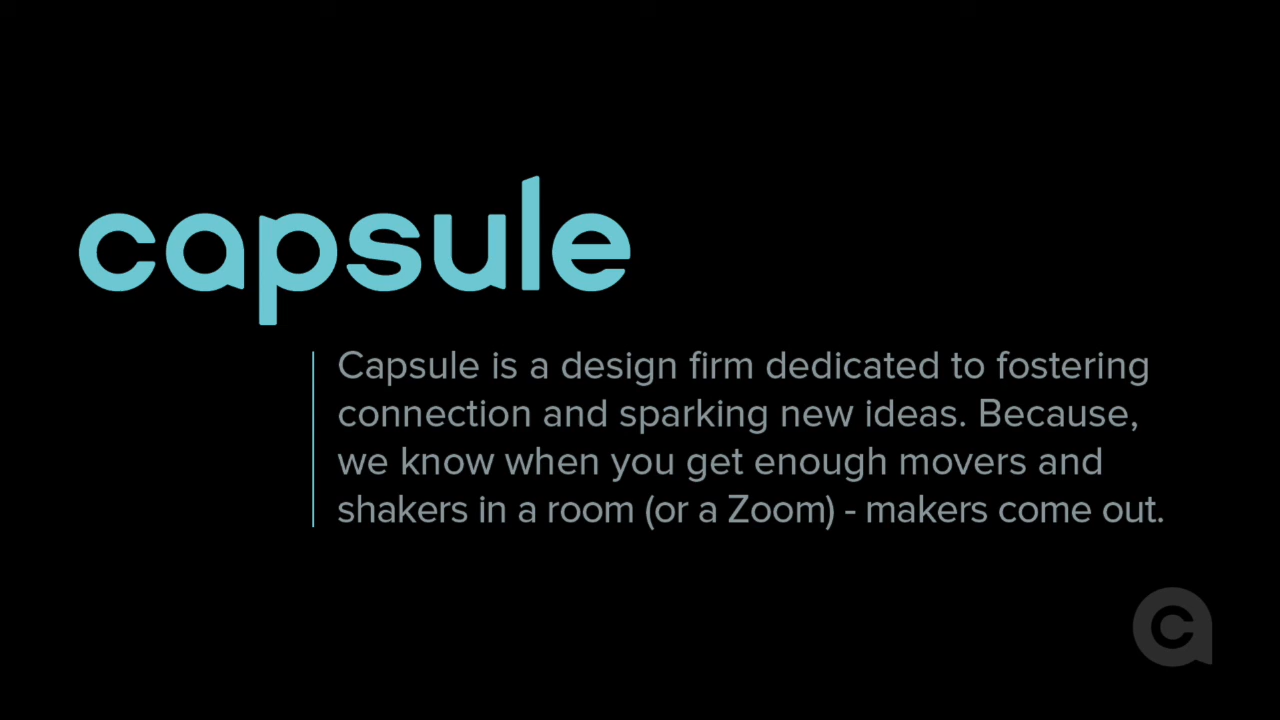 capsule
Capsule is a design firm dedicated to fostering
connection and sparking new ideas. Because,
we know when you get enough movers and
shakers in a room (or a Zoom) - makers come out.